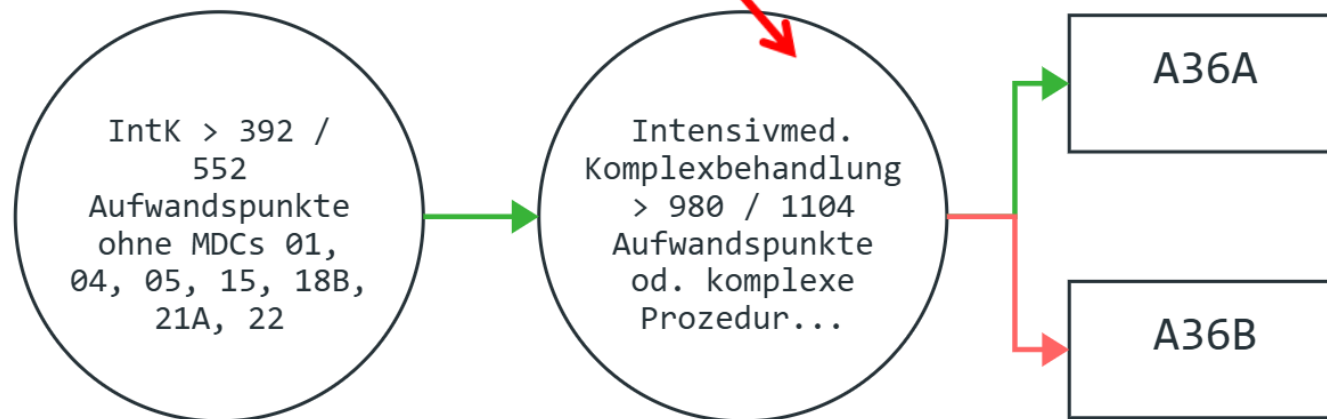 IntK > 392 /
552
Aufwandspunkte
ohne MDCs 01,
04, 05, 15, 18B,
21A, 22
Intensivmed.
Komplexbehandlung
> 980 / 1104
Aufwandspunkte
od. komplexe
Prozedur...
A36A
A36B